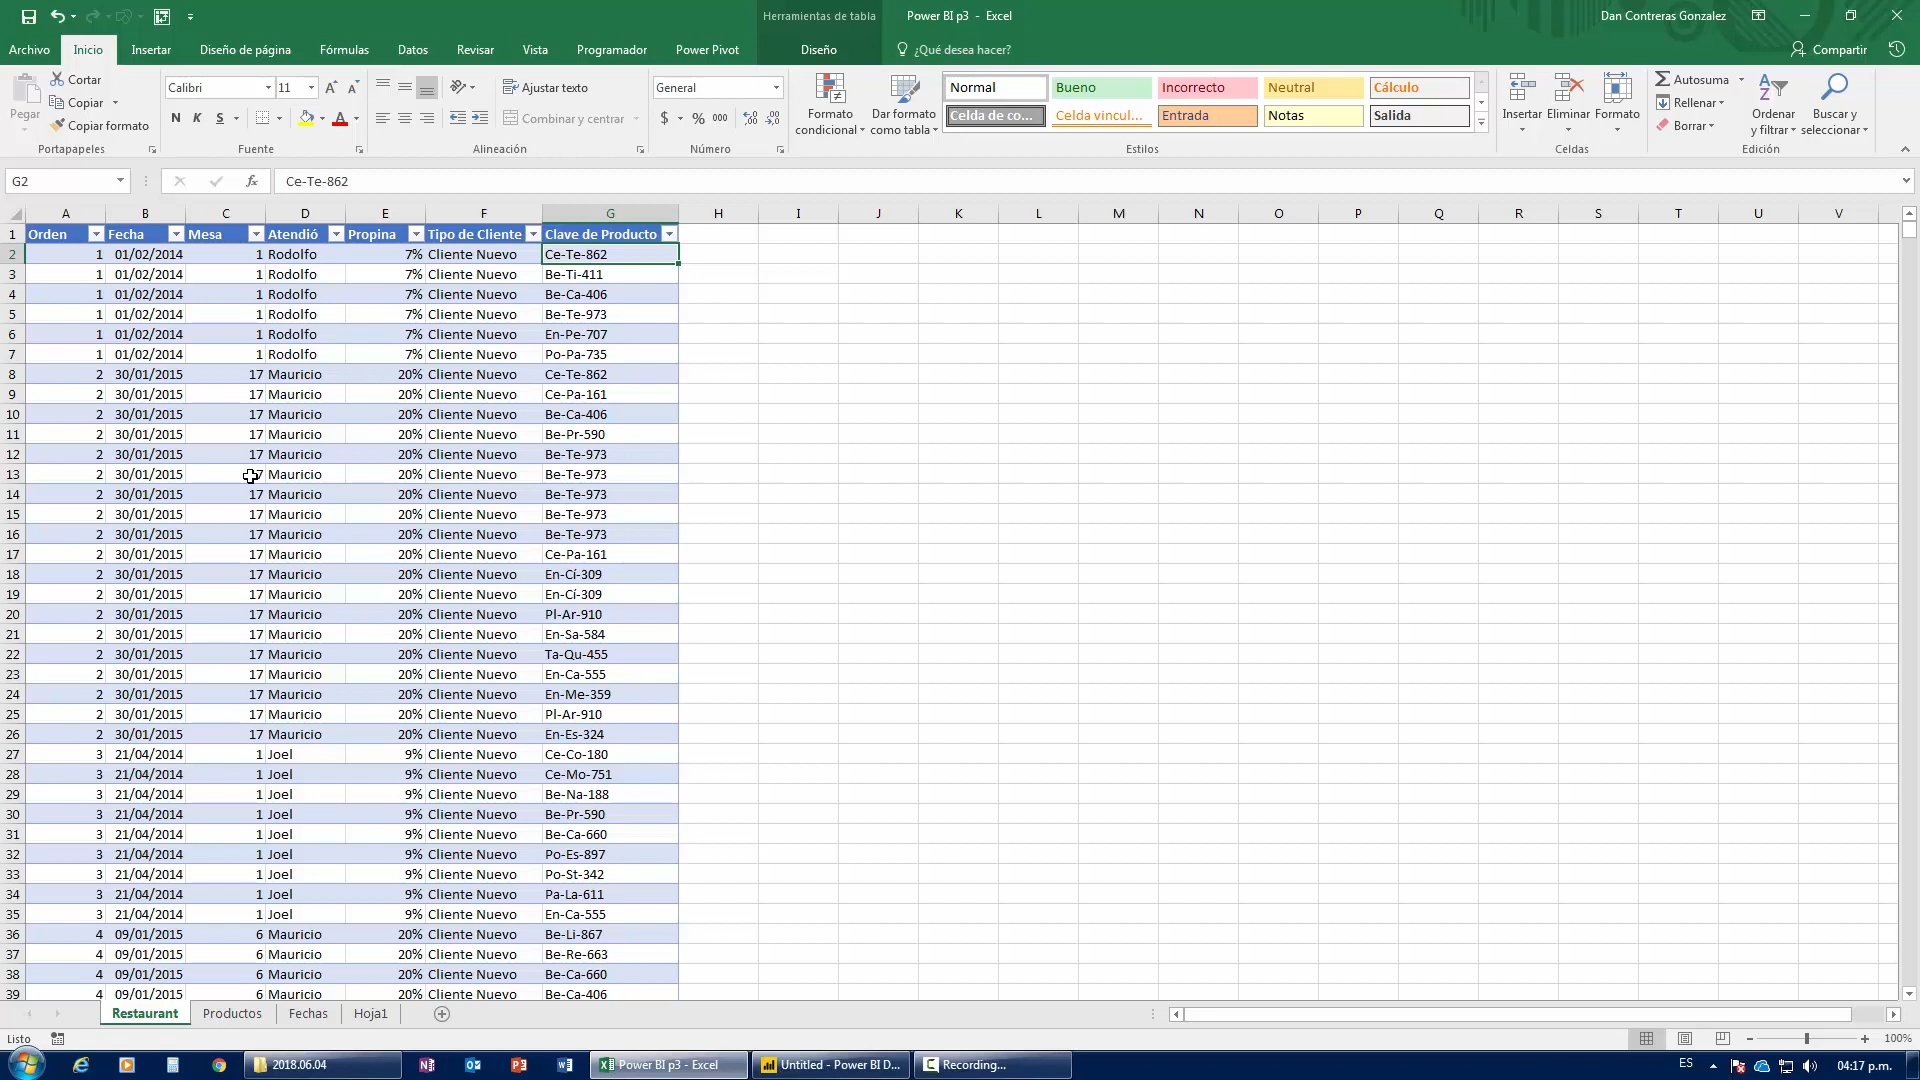 Herramientas de tabla
Power BI p3 - Excel
Dan Contreras Gonzalez
Archivo Inicio Insertar Diseño de página Fórmulas Datos Revisar Vista Programador Power Pivot Diseño ¿Qué desea hacer? Compartir
Pegar
Cortar
Copiar
Copiar formato
Portapapeles
Calibri 11
N K S
Fuente
Ajustar texto
Combinar y centrar
Alineación
General
$ % 000
Número
Formato condicional
Dar formato como tabla
Normal Bueno Incorrecto Neutral Cálculo
Celda de co... Celda vincul... Entrada Notas Salida
Estilos
Insertar Eliminar Formato
Celdas
Autosuma
Rellenar
Borrar
Ordenar y filtrar
Buscar y seleccionar
Edición
G2 fx Ce-Te-862
A B C D E F G H I J K L M N O P Q R S T U V
1 Orden Fecha Mesa Atendió Propina Tipo de Cliente Clave de Producto
2 1 01/02/2014 1 Rodolfo 7% Cliente Nuevo Ce-Te-862
3 1 01/02/2014 1 Rodolfo 7% Cliente Nuevo Be-Ti-411
4 1 01/02/2014 1 Rodolfo 7% Cliente Nuevo Be-Ca-406
5 1 01/02/2014 1 Rodolfo 7% Cliente Nuevo Be-Te-973
6 1 01/02/2014 1 Rodolfo 7% Cliente Nuevo En-Pe-707
7 1 01/02/2014 1 Rodolfo 7% Cliente Nuevo Po-Pa-735
8 2 30/01/2015 17 Mauricio 20% Cliente Nuevo Ce-Te-862
9 2 30/01/2015 17 Mauricio 20% Cliente Nuevo Ce-Pa-161
10 2 30/01/2015 17 Mauricio 20% Cliente Nuevo Be-Ca-406
11 2 30/01/2015 17 Mauricio 20% Cliente Nuevo Be-Pr-590
12 2 30/01/2015 17 Mauricio 20% Cliente Nuevo Be-Te-973
13 2 30/01/2015 17 Mauricio 20% Cliente Nuevo Be-Te-973
14 2 30/01/2015 17 Mauricio 20% Cliente Nuevo Be-Te-973
15 2 30/01/2015 17 Mauricio 20% Cliente Nuevo Be-Te-973
16 2 30/01/2015 17 Mauricio 20% Cliente Nuevo Be-Te-973
17 2 30/01/2015 17 Mauricio 20% Cliente Nuevo Ce-Pa-161
18 2 30/01/2015 17 Mauricio 20% Cliente Nuevo En-Cí-309
19 2 30/01/2015 17 Mauricio 20% Cliente Nuevo En-Cí-309
20 2 30/01/2015 17 Mauricio 20% Cliente Nuevo Pl-Ar-910
21 2 30/01/2015 17 Mauricio 20% Cliente Nuevo En-Sa-584
22 2 30/01/2015 17 Mauricio 20% Cliente Nuevo Ta-Qu-455
23 2 30/01/2015 17 Mauricio 20% Cliente Nuevo En-Ca-555
24 2 30/01/2015 17 Mauricio 20% Cliente Nuevo En-Me-359
25 2 30/01/2015 17 Mauricio 20% Cliente Nuevo Pl-Ar-910
26 2 30/01/2015 17 Mauricio 20% Cliente Nuevo En-Es-324
27 3 21/04/2014 1 Joel 9% Cliente Nuevo Ce-Co-180
28 3 21/04/2014 1 Joel 9% Cliente Nuevo Ce-Mo-751
29 3 21/04/2014 1 Joel 9% Cliente Nuevo Be-Na-188
30 3 21/04/2014 1 Joel 9% Cliente Nuevo Be-Pr-590
31 3 21/04/2014 1 Joel 9% Cliente Nuevo Be-Ca-660
32 3 21/04/2014 1 Joel 9% Cliente Nuevo Po-Es-897
33 3 21/04/2014 1 Joel 9% Cliente Nuevo Po-St-342
34 3 21/04/2014 1 Joel 9% Cliente Nuevo Pa-La-611
35 3 21/04/2014 1 Joel 9% Cliente Nuevo En-Ca-555
36 4 09/01/2015 6 Mauricio 20% Cliente Nuevo Be-Li-867
37 4 09/01/2015 6 Mauricio 20% Cliente Nuevo Be-Re-663
38 4 09/01/2015 6 Mauricio 20% Cliente Nuevo Be-Ca-660
39 4 09/01/2015 6 Mauricio 20% Cliente Nuevo Be-Ca-406
Restaurant Productos Fechas Hoja1
Listo 100%
2018.06.04 Power BI p3 - Excel Untitled - Power BI D... Recording... ES 04:17 p.m.